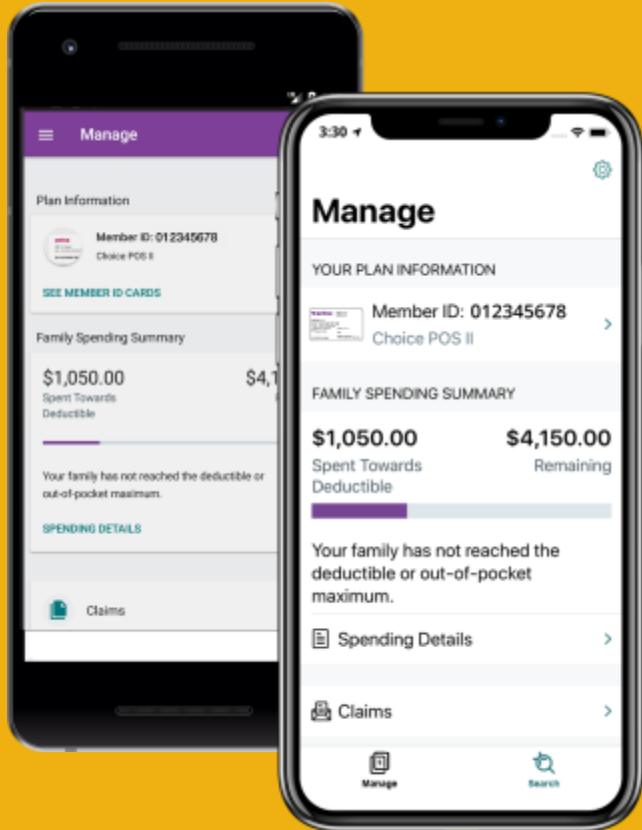 Manage
Plan Information
Member ID: 012345678
Choice POS II
SEE MEMBER ID CARDS
Family Spending Summary
$1,050.00 $4,1
Spent Towards
Deductible
Your family has not reached the deductible or
out-of-pocket maximum.
SPENDING DETAILS
Claims
3:30
Manage
YOUR PLAN INFORMATION
Member ID: 012345678
Choice POS II
FAMILY SPENDING SUMMARY
$1,050.00 $4,150.00
Spent Towards Remaining
Deductible
Your family has not reached the
deductible or out-of-pocket
maximum.
Spending Details
Claims
Manage Search